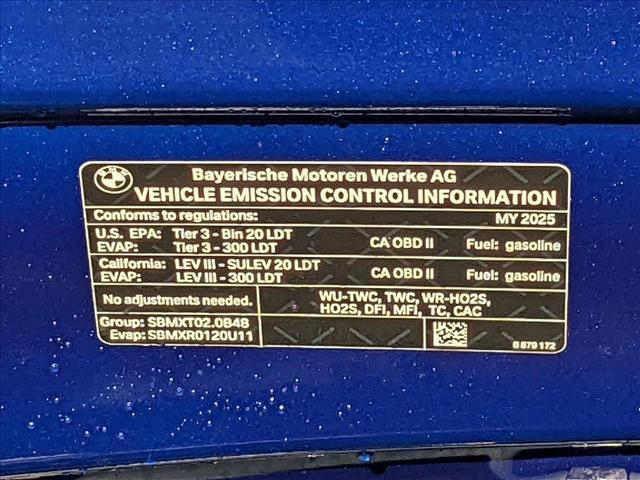 BMW
Bayerische Motoren Werke AG
VEHICLE EMISSION CONTROL INFORMATION
Conforms to regulations: MY 2025
U.S. EPA: Tier 3 - Bin 20 LDT
EVAP: Tier 3 - 300 LDT CA OBD II Fuel: gasoline
California: LEV III - SULEV 20 LDT
EVAP: LEV III - 300 LDT CA OBD II Fuel: gasoline
No adjustments needed. WU-TWC, TWC, WR-HO2S,
HO2S, DFI, MFI, TC, CAC
Group: SBMXT02.0B48
Evap: SBMXR0120U11
8 879 172